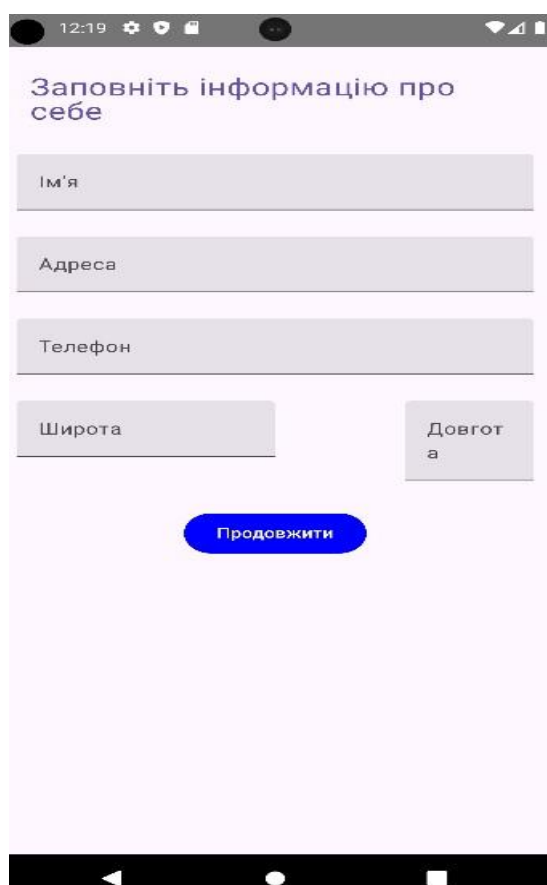 12:19
Заповніть інформацію про
себе
Ім'я
Адреса
Телефон
Широта
Довгот
а
Продовжити